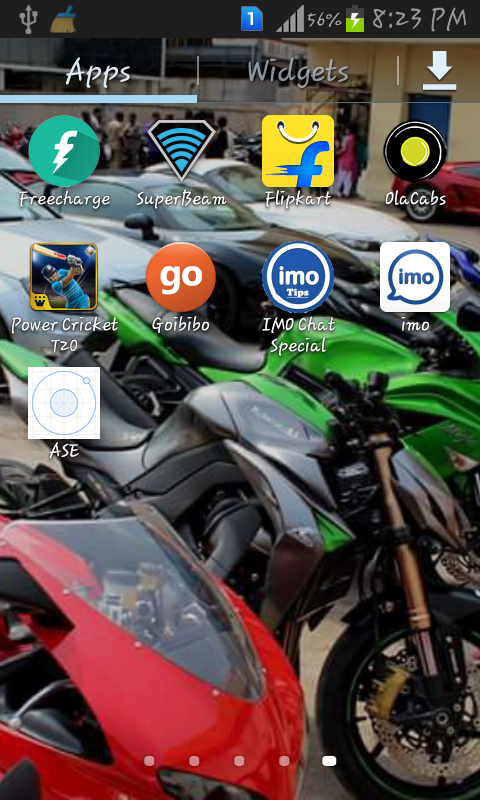 1 56% 8:23 PM
Apps Widgets
Freecharge SuperBeam Flipkart OlaCabs
go imo Tips imo
Power Cricket T20 Goibibo IMO Chat Special imo
ASE